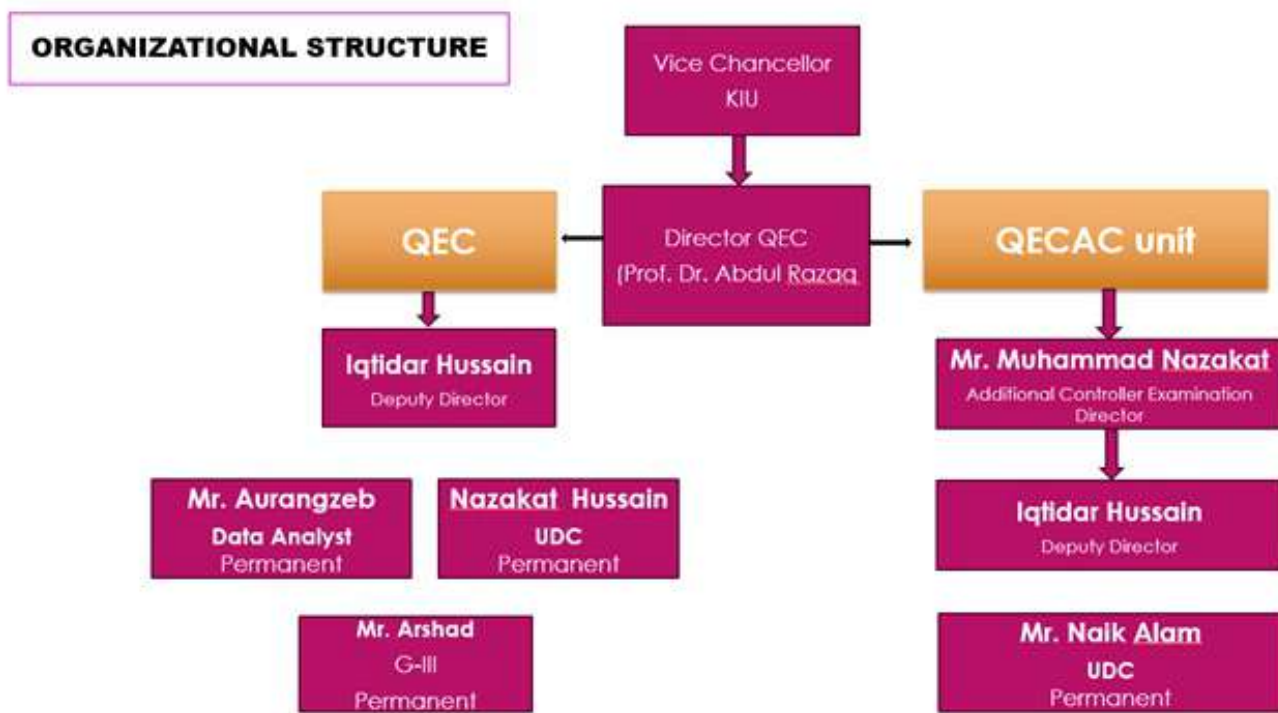 ORGANIZATIONAL STRUCTURE
Vice Chancellor
KIU
QEC
Director QEC
(Prof. Dr. Abdul Razaq
QECAC unit
Iqtidar Hussain
Deputy Director
Mr. Muhammad Nazakat
Additional Controller Examination
Director
Mr. Aurangzeb
Data Analyst
Permanent
Nazakat Hussain
UDC
Permanent
Iqtidar Hussain
Deputy Director
Mr. Arshad
G-III
Permanent
Mr. Naik Alam
UDC
Permanent